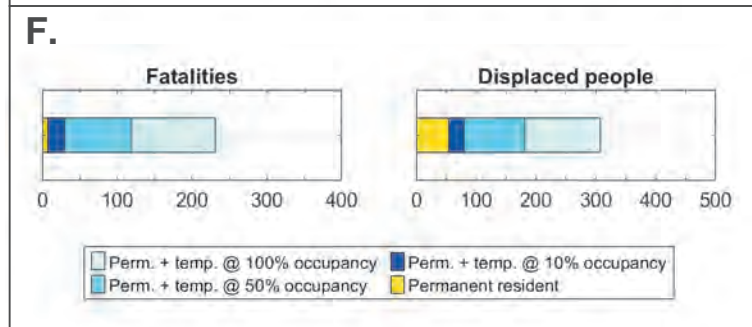 F.
Fatalities Displaced people
0 100 200 300 400 0 100 200 300 400 500
Perm. + temp. @ 100% occupancy Perm. + temp. @ 10% occupancy
Perm. + temp. @ 50% occupancy Permanent resident